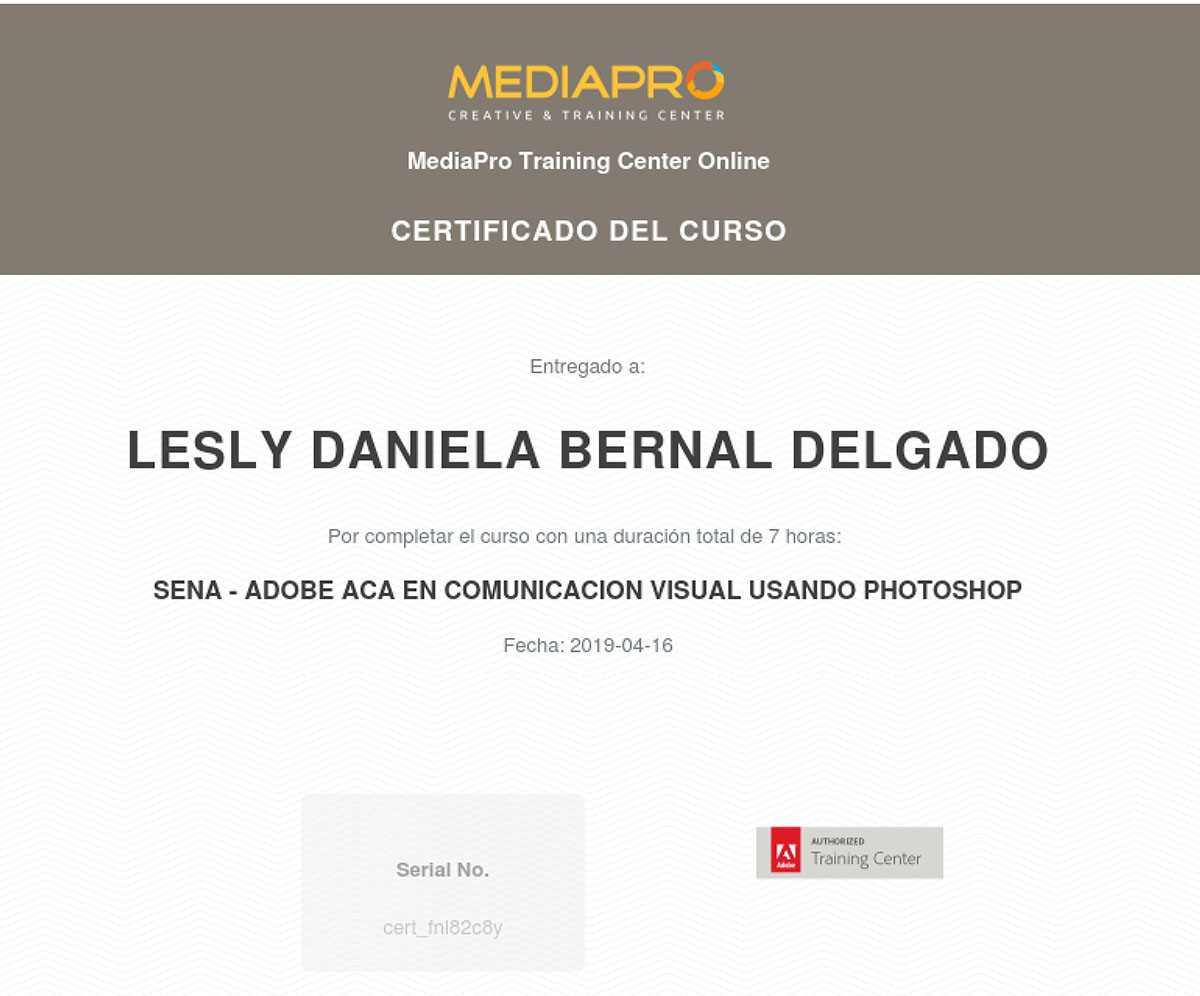 MEDIAPRO
CREATIVE & TRAINING CENTER
MediaPro Training Center Online
CERTIFICADO DEL CURSO
Entregado a:
LESLY DANIELA BERNAL DELGADO
Por completar el curso con una duración total de 7 horas:
SENA - ADOBE ACA EN COMUNICACION VISUAL USANDO PHOTOSHOP
Fecha: 2019-04-16
Serial No.
cert_fnl82c8y
Adobe
AUTHORIZED
Training Center